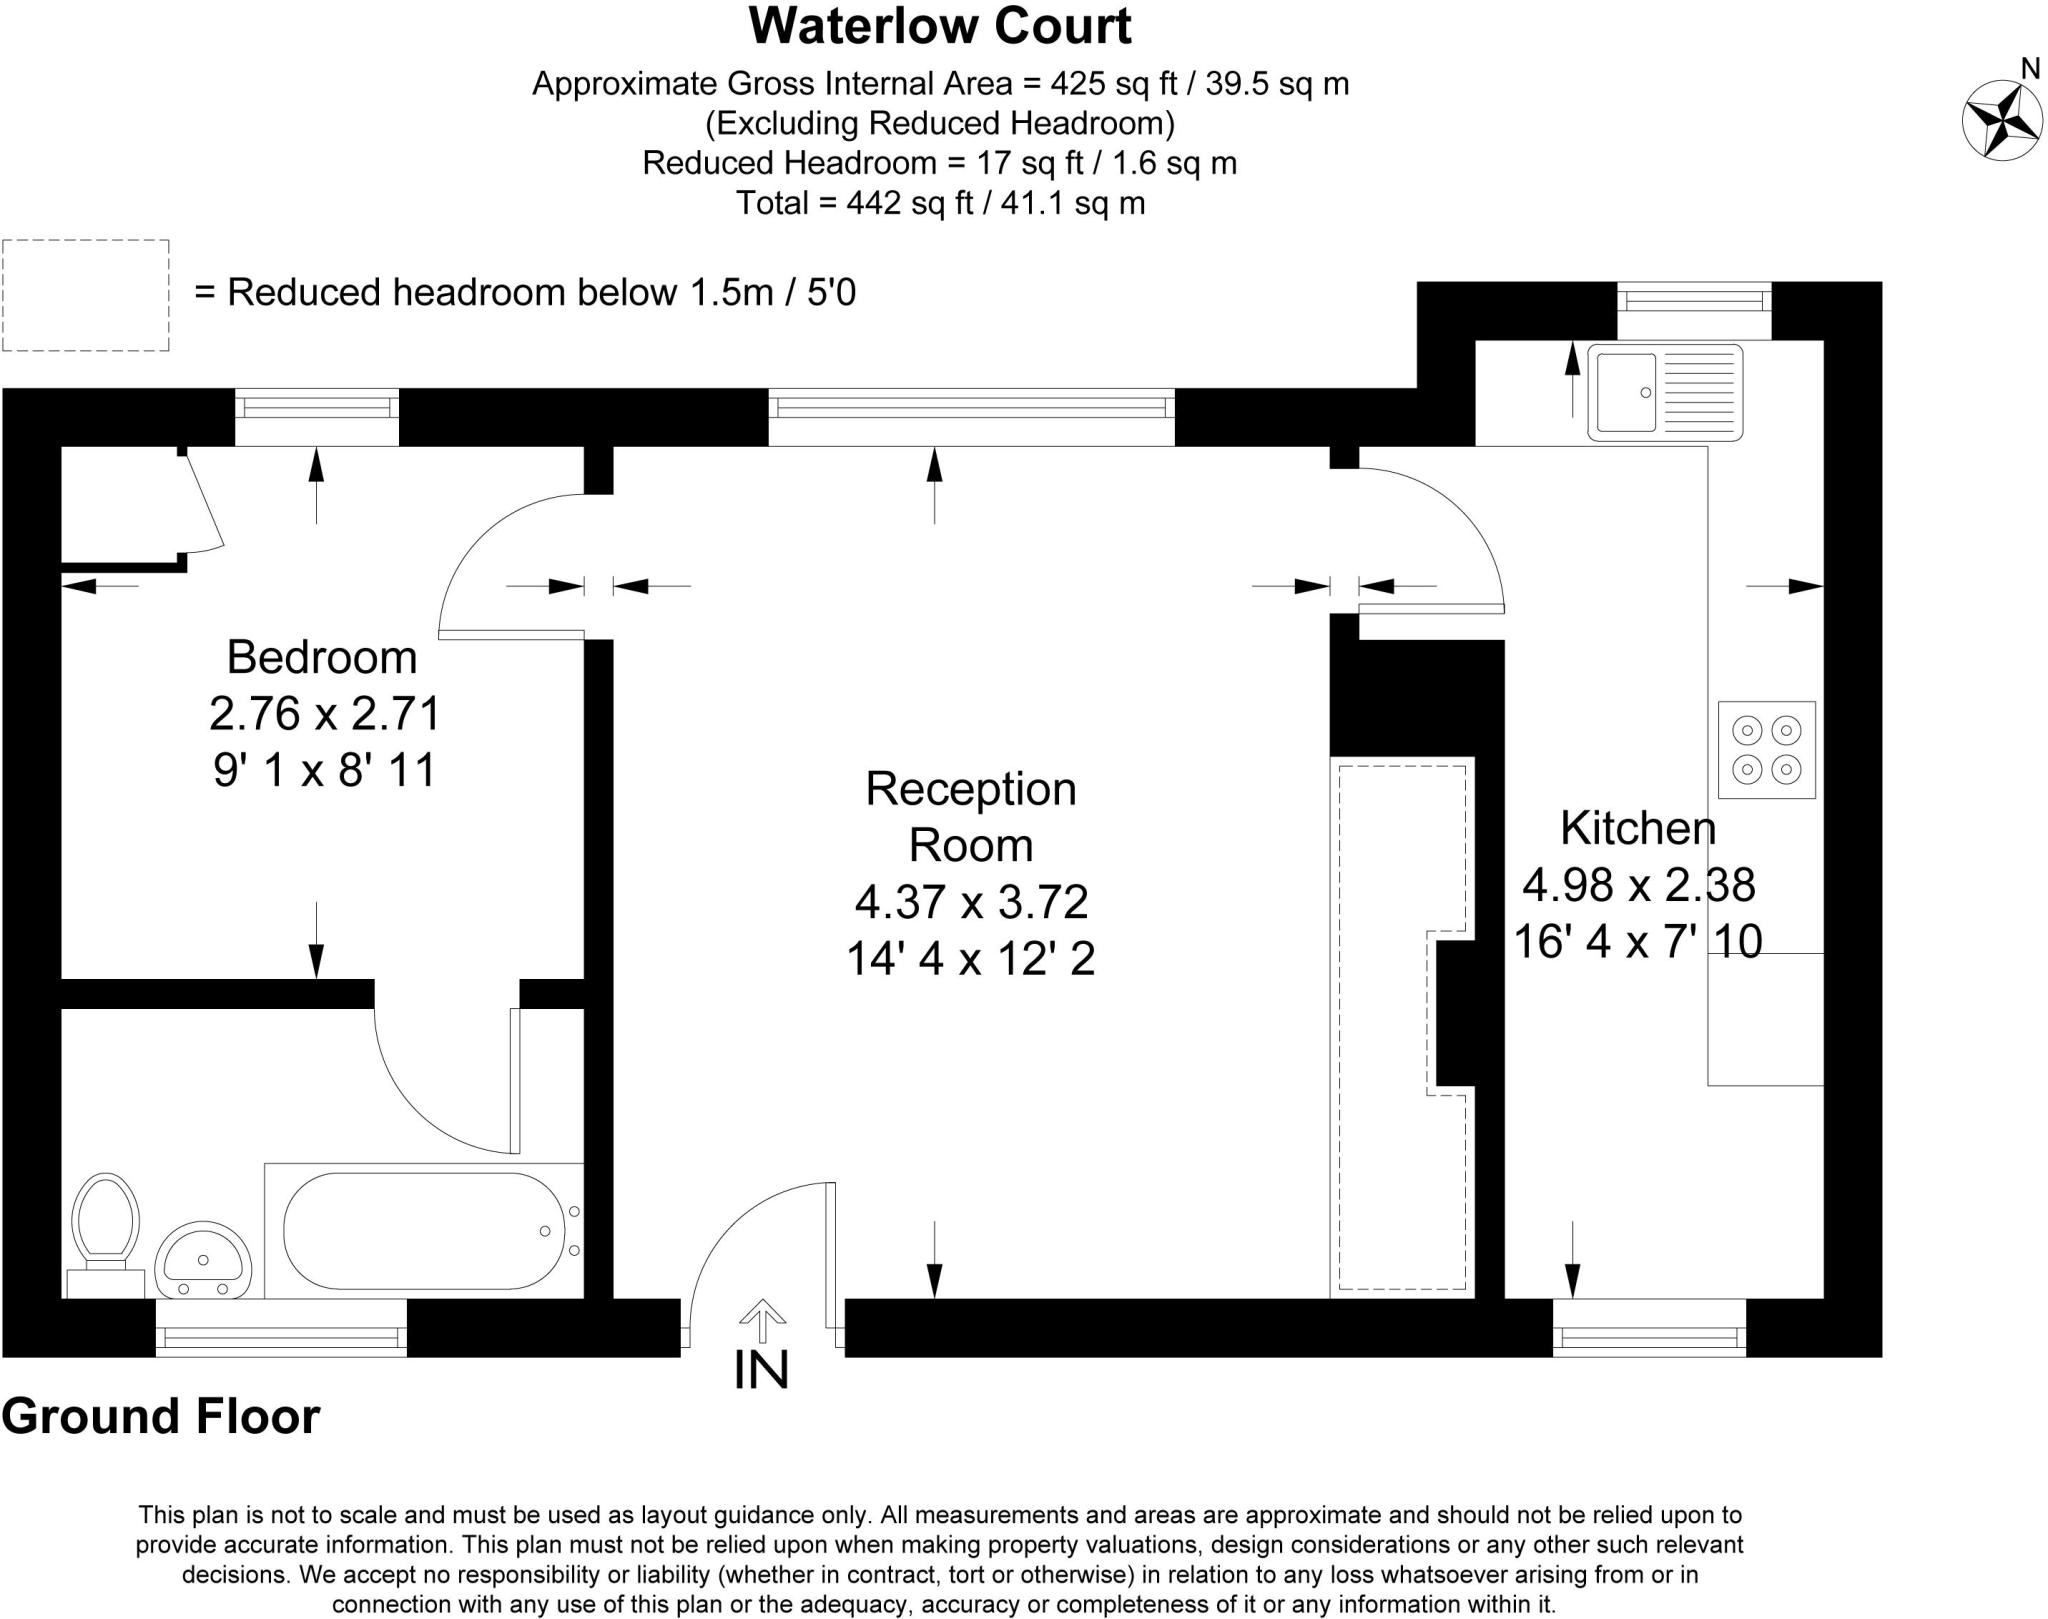 Waterlow Court
Approximate Gross Internal Area = 425 sq ft / 39.5 sq m
(Excluding Reduced Headroom)
Reduced Headroom = 17 sq ft / 1.6 sq m
Total = 442 sq ft / 41.1 sq m
N
= Reduced headroom below 1.5m / 5'0
Bedroom
2.76 x 2.71
9' 1 x 8' 11
Reception
Room
4.37 x 3.72
14' 4 x 12' 2
Kitchen
4.98 x 2.38
16' 4 x 7' 10
IN
Ground Floor
This plan is not to scale and must be used as layout guidance only. All measurements and areas are approximate and should not be relied upon to
provide accurate information. This plan must not be relied upon when making property valuations, design considerations or any other such relevant
decisions. We accept no responsibility or liability (whether in contract, tort or otherwise) in relation to any loss whatsoever arising from or in
connection with any use of this plan or the adequacy, accuracy or completeness of it or any information within it.